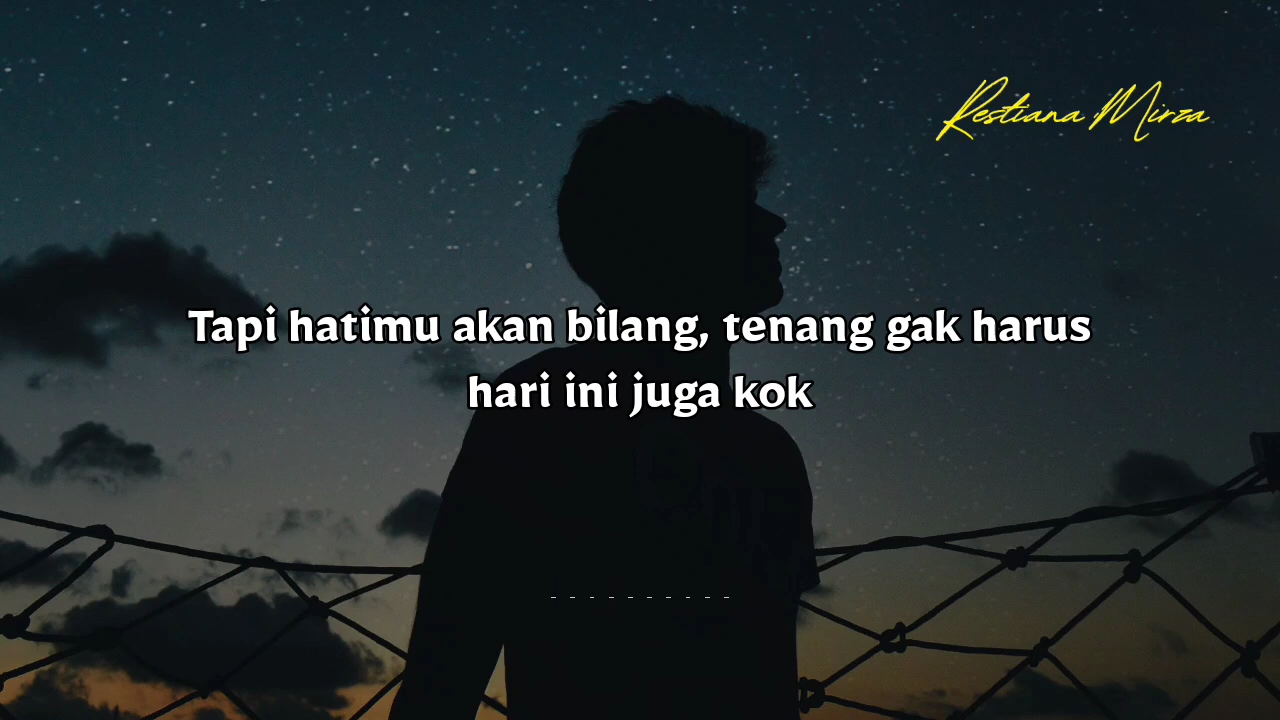 Restiana Mirza
Tapi hatimu akan bilang, tenang gak harus
hari ini juga kok